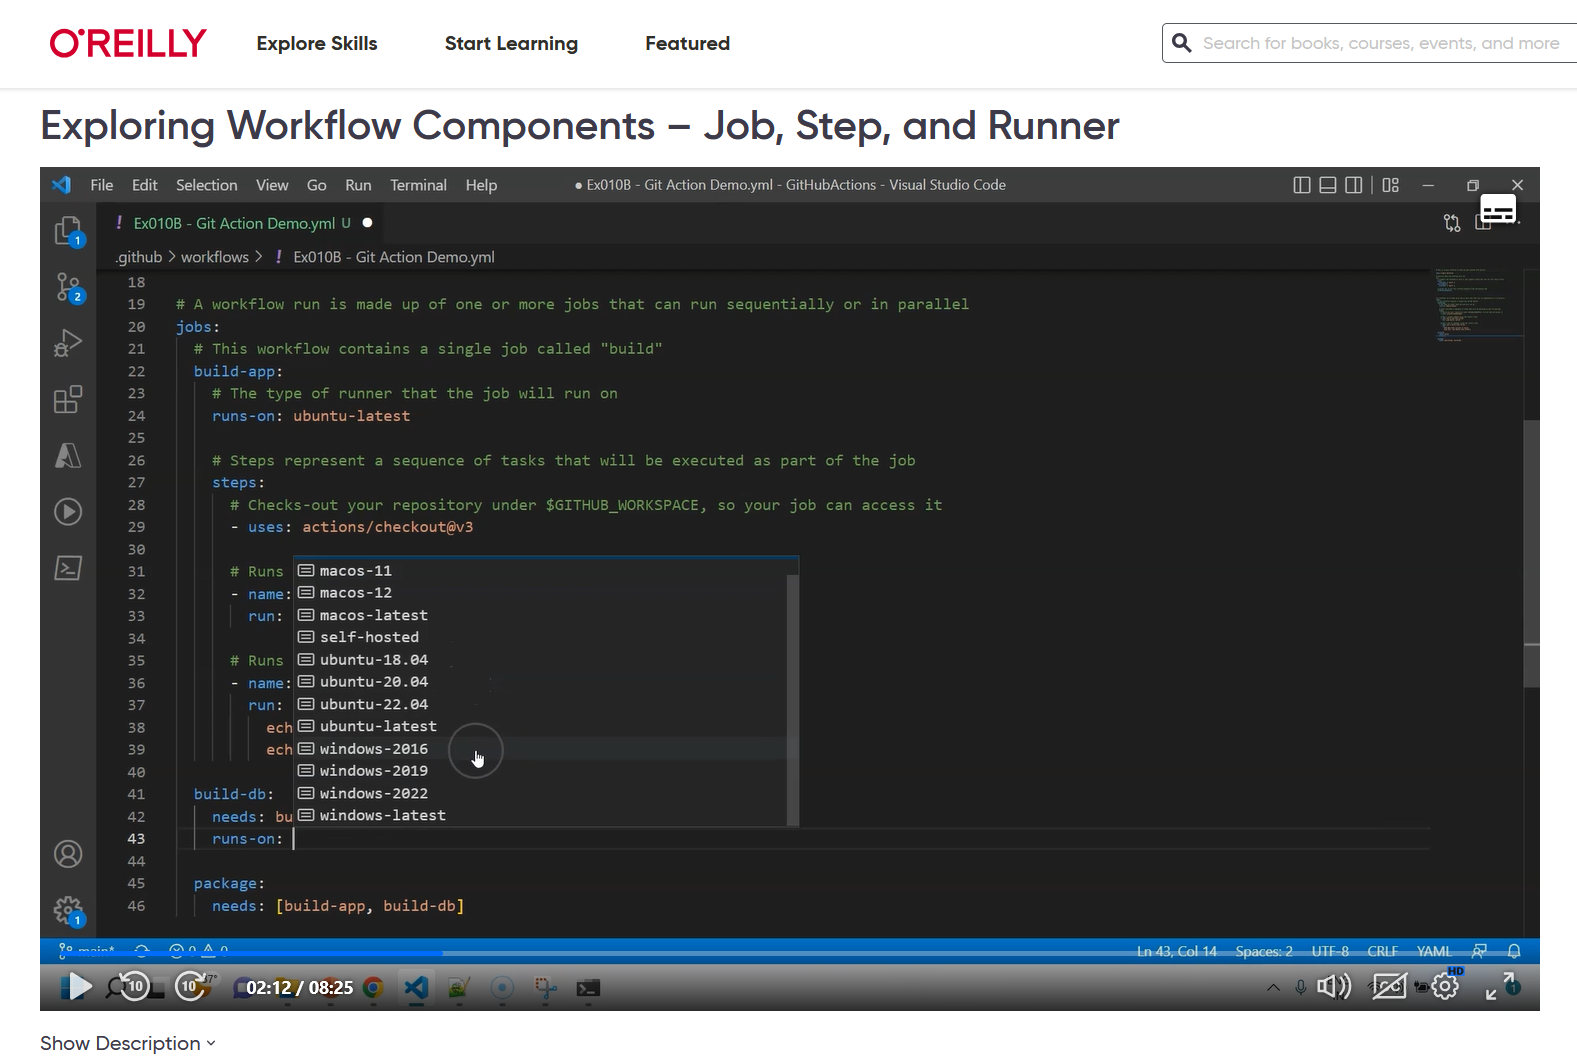 O'REILLY Explore Skills Start Learning Featured Search for books, courses, events, and more
Exploring Workflow Components – Job, Step, and Runner
File Edit Selection View Go Run Terminal Help ● Ex010B - Git Action Demo.yml - GitHubActions - Visual Studio Code
! Ex010B - Git Action Demo.yml U ●
.github > workflows > ! Ex010B - Git Action Demo.yml
18
19 # A workflow run is made up of one or more jobs that can run sequentially or in parallel
20 jobs:
21 # This workflow contains a single job called "build"
22 build-app:
23 # The type of runner that the job will run on
24 runs-on: ubuntu-latest
25
26 # Steps represent a sequence of tasks that will be executed as part of the job
27 steps:
28 # Checks-out your repository under $GITHUB_WORKSPACE, so your job can access it
29 - uses: actions/checkout@v3
30
31 # Runs macos-11
32 - name: macos-12
33 run: macos-latest
34 self-hosted
35 # Runs ubuntu-18.04
36 - name: ubuntu-20.04
37 run: ubuntu-22.04
38 ech ubuntu-latest
39 ech windows-2016
40 windows-2019
41 build-db: windows-2022
42 needs: bu windows-latest
43 runs-on:
44
45 package:
46 needs: [build-app, build-db]
1
2
1
main* 0 0 Ln 43, Col 14 Spaces: 2 UTF-8 CRLF YAML
10 10 02:12 / 08:25 CC HD 1
Show Description